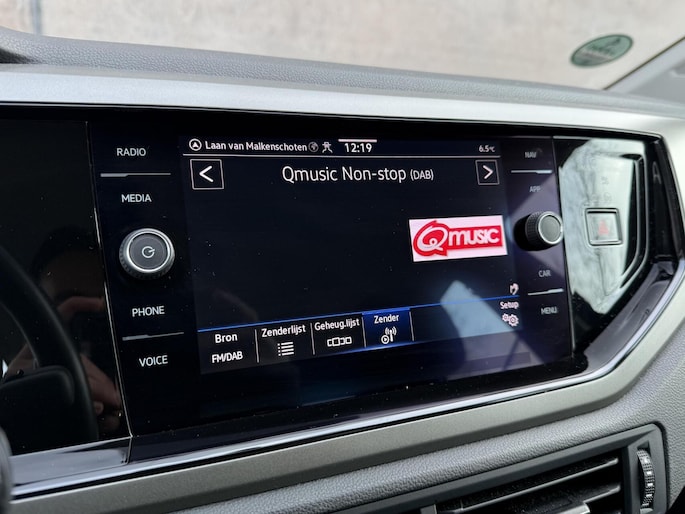 RADIO
MEDIA
PHONE
VOICE
Laan van Malkenschoten
12:19
6.5°C
Qmusic Non-stop (DAB)
Q music
Bron
FM/DAB
Zenderlijst
Geheug.lijst
Zender
Setup
NAV
APP
CAR
MENU